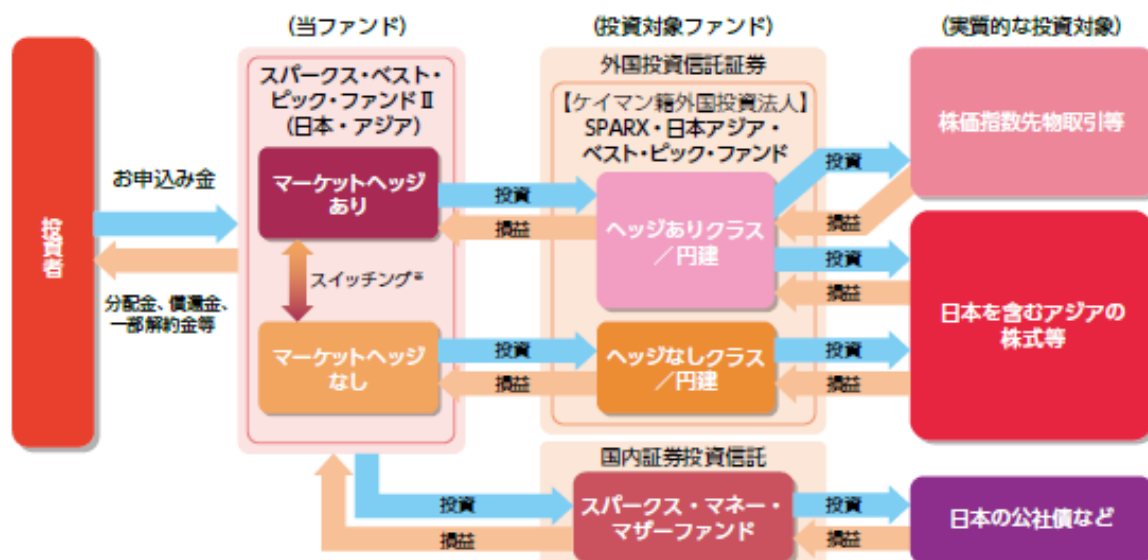 (当ファンド)
(投資対象ファンド)
(実質的な投資対象)
投資者
お申込み金
分配金、償還金、
一部解約金等
スパークス・ベスト・
ピック・ファンドⅡ
(日本・アジア)
マーケットヘッジ
あり
スイッチング※
マーケットヘッジ
なし
投資
損益
投資
損益
投資
損益
外国投資信託証券
【ケイマン籍外国投資法人】
SPARX・日本アジア・
ベスト・ピック・ファンド
ヘッジありクラス
/円建
ヘッジなしクラス
/円建
国内証券投資信託
スパークス・マネー・
マザーファンド
投資
損益
投資
損益
投資
損益
投資
損益
株価指数先物取引等
日本を含むアジアの
株式等
日本の公社債など